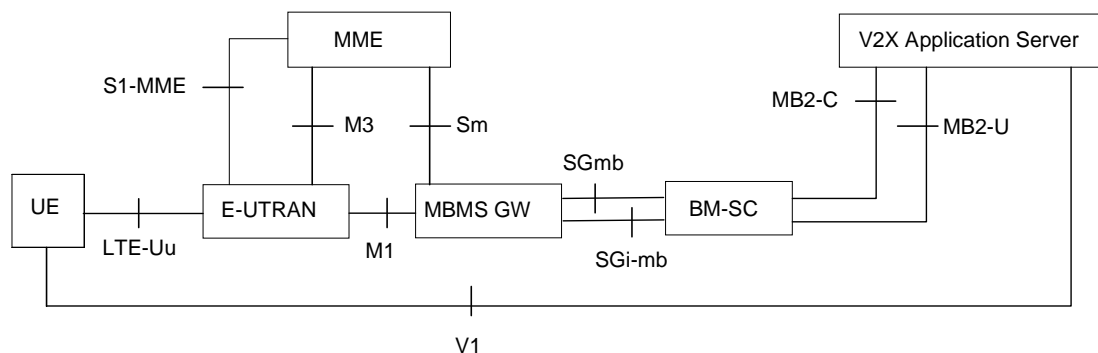 MME
V2X Application Server
S1-MME
MB2-C
M3
Sm
MB2-U
SGmb
UE
E-UTRAN
MBMS GW
BM-SC
LTE-Uu
M1
SGi-mb
V1